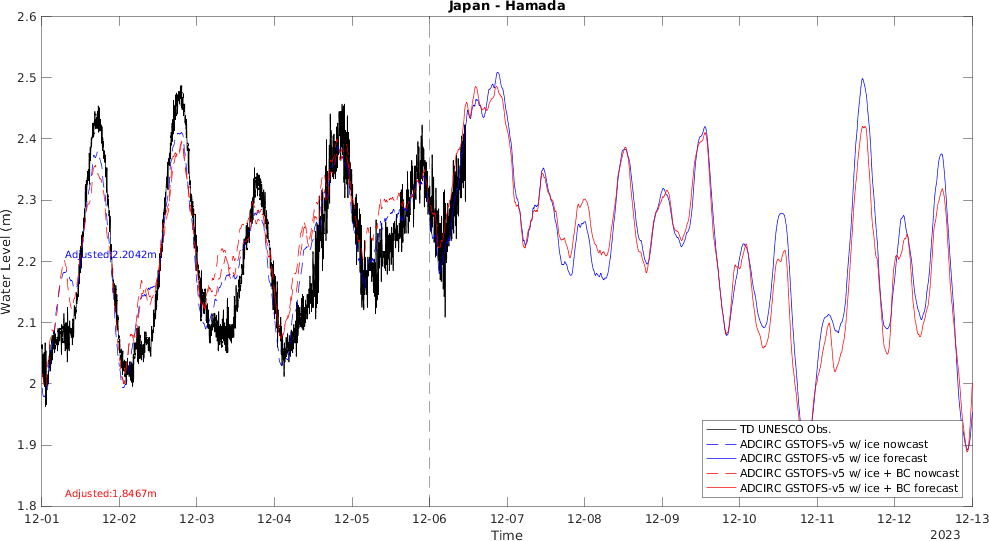 Japan - Hamada
Water Level (m)
2.6
2.5
2.4
2.3
2.2
2.1
2
1.9
1.8
Adjusted:2.2042m
Adjusted:1.8467m
TD UNESCO Obs.
ADCIRC GSTOFS-v5 w/ ice nowcast
ADCIRC GSTOFS-v5 w/ ice forecast
ADCIRC GSTOFS-v5 w/ ice + BC nowcast
ADCIRC GSTOFS-v5 w/ ice + BC forecast
12-01 12-02 12-03 12-04 12-05 12-06 12-07 12-08 12-09 12-10 12-11 12-12 12-13
Time
2023